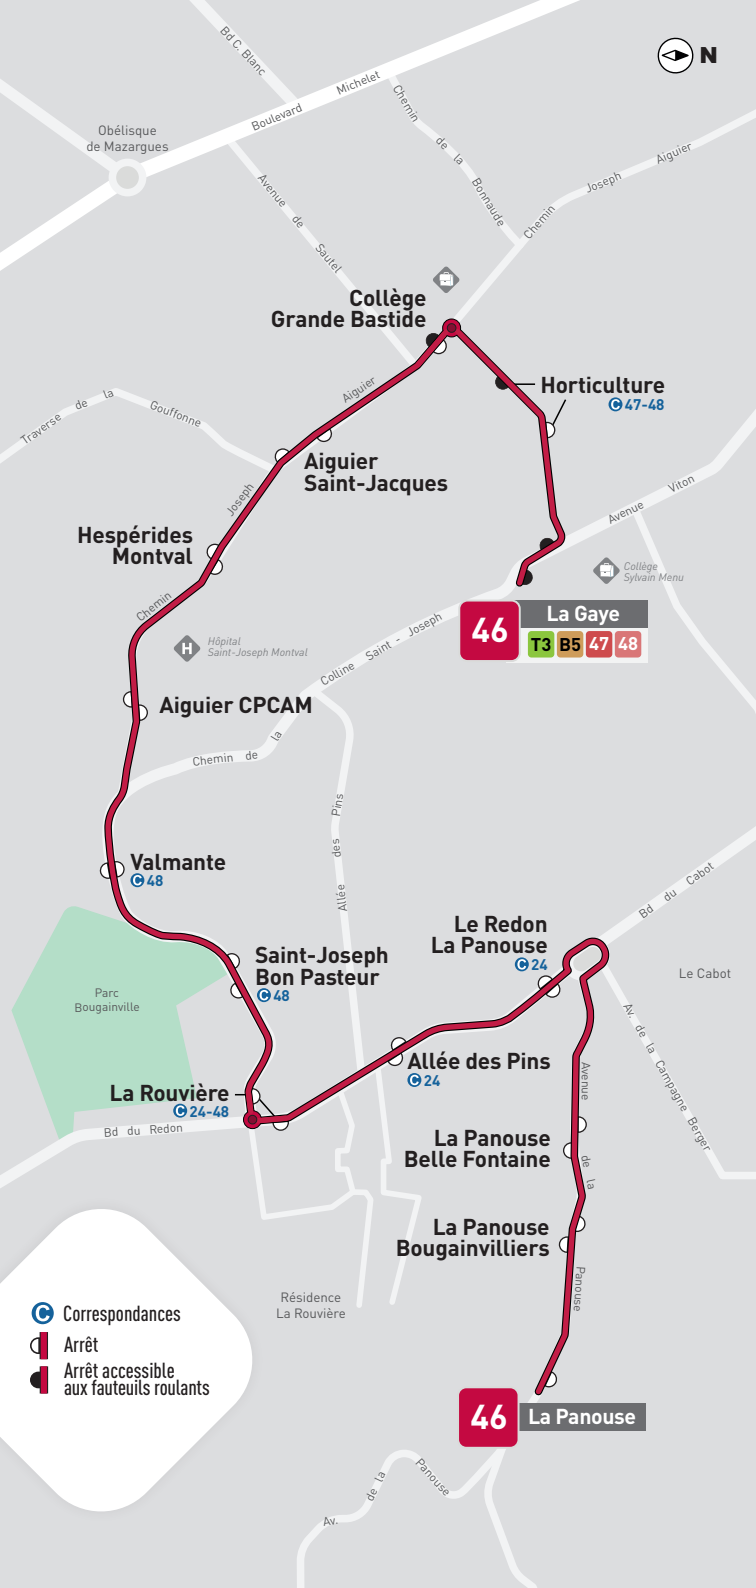 N
Bd C. Blanc
Boulevard Michelet
Obélisque
de Mazargues
Chemin de la Bonnaude
Avenue de Sautel
Chemin Joseph Aiguier
Collège
Grande Bastide
Horticulture
C 47-48
Traverse de la Gouffonne
Chemin Joseph Aiguier
Aiguier
Saint-Jacques
Avenue Viton
Hespérides
Montval
Collège
Sylvain Menu
46
La Gaye
T3 B5 47 48
H
Hôpital
Saint-Joseph Montval
Chemin de la Colline Saint - Joseph
Aiguier CPCAM
Allée des Pins
Valmante
C 48
Bd du Cabot
Le Redon
La Panouse
C 24
Saint-Joseph
Bon Pasteur
C 48
Le Cabot
Parc
Bougainville
Av. de la Campagne Berger
Allée des Pins
C 24
La Rouvière
C 24-48
Bd du Redon
Avenue de la Panouse
La Panouse
Belle Fontaine
La Panouse
Bougainvilliers
Résidence
La Rouvière
C Correspondances
Arrêt
Arrêt accessible
aux fauteuils roulants
46
La Panouse
Av. de la Panouse